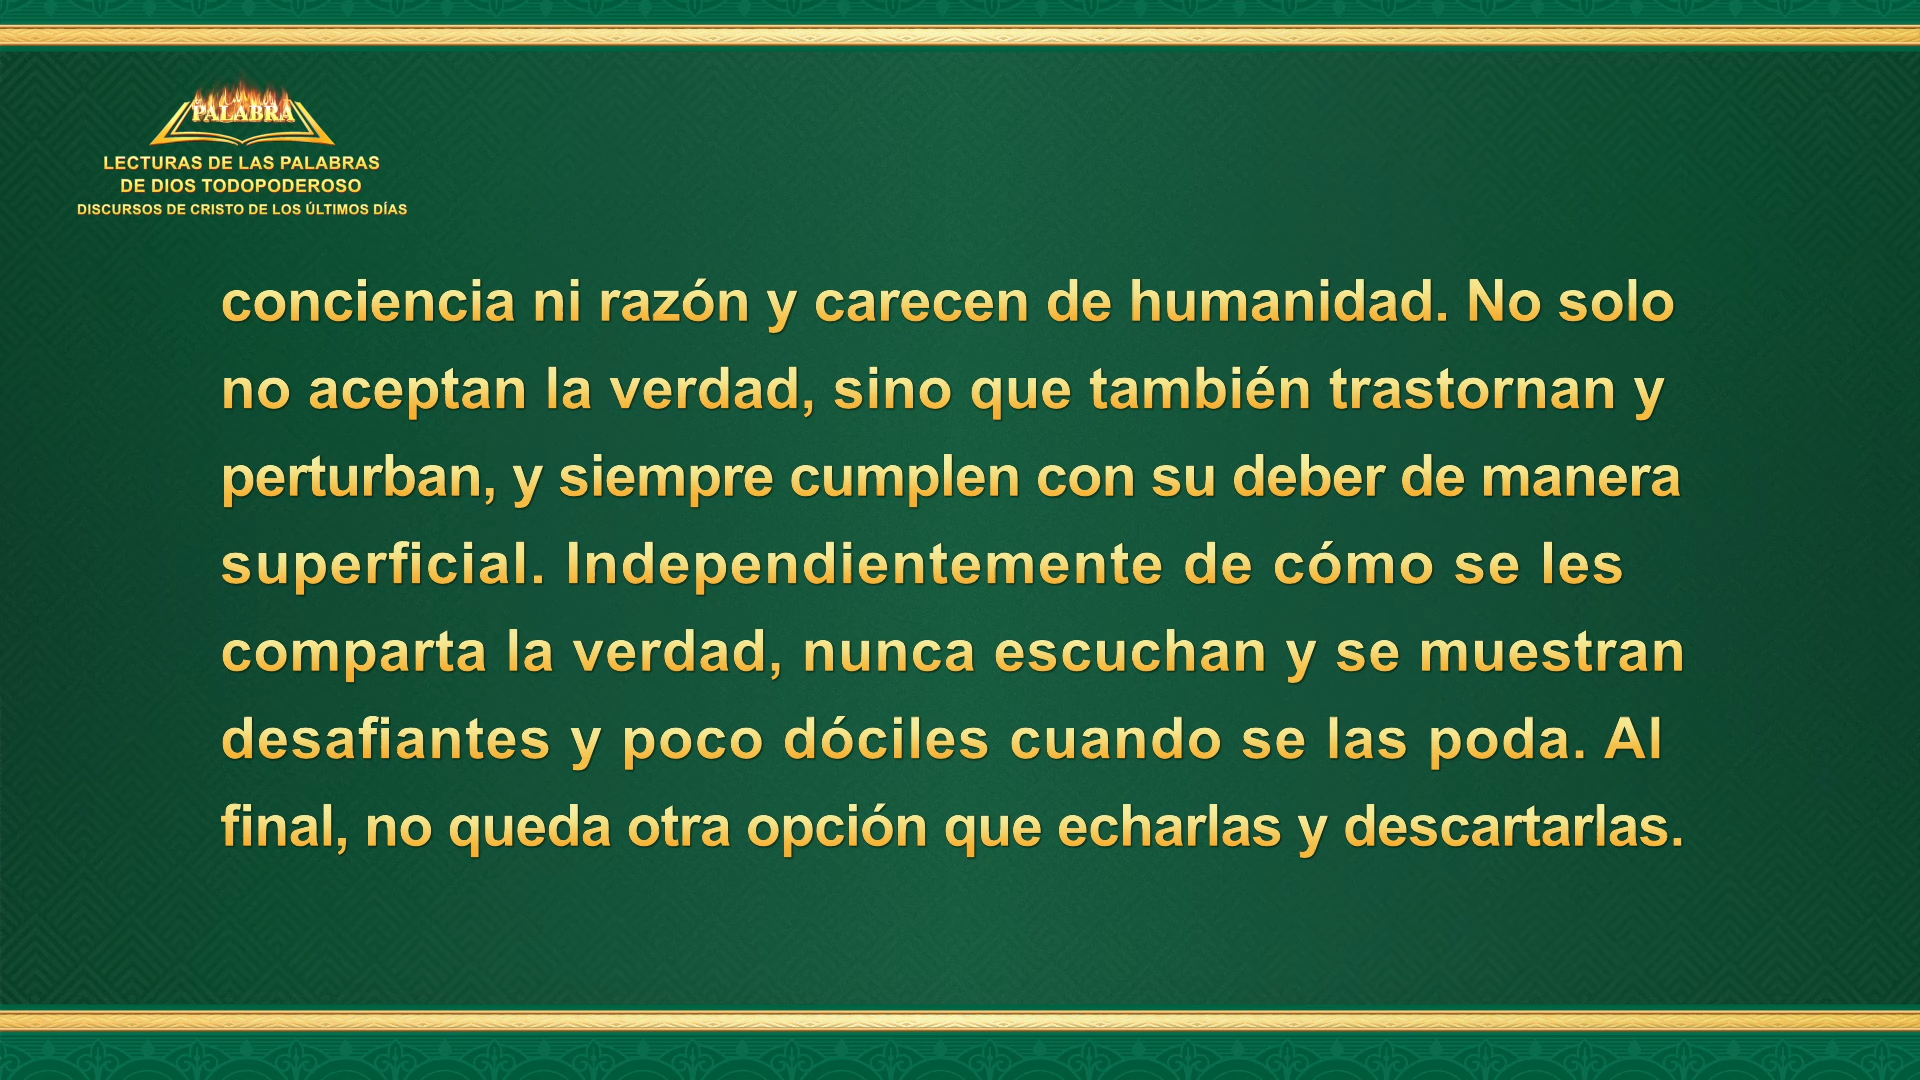 PALABRA
LECTURAS DE LAS PALABRAS
DE DIOS TODOPODEROSO
DISCURSOS DE CRISTO DE LOS ÚLTIMOS DÍAS
conciencia ni razón y carecen de humanidad. No solo
no aceptan la verdad, sino que también trastornan y
perturban, y siempre cumplen con su deber de manera
superficial. Independientemente de cómo se les
comparta la verdad, nunca escuchan y se muestran
desafiantes y poco dóciles cuando se las poda. Al
final, no queda otra opción que echarlas y descartarlas.